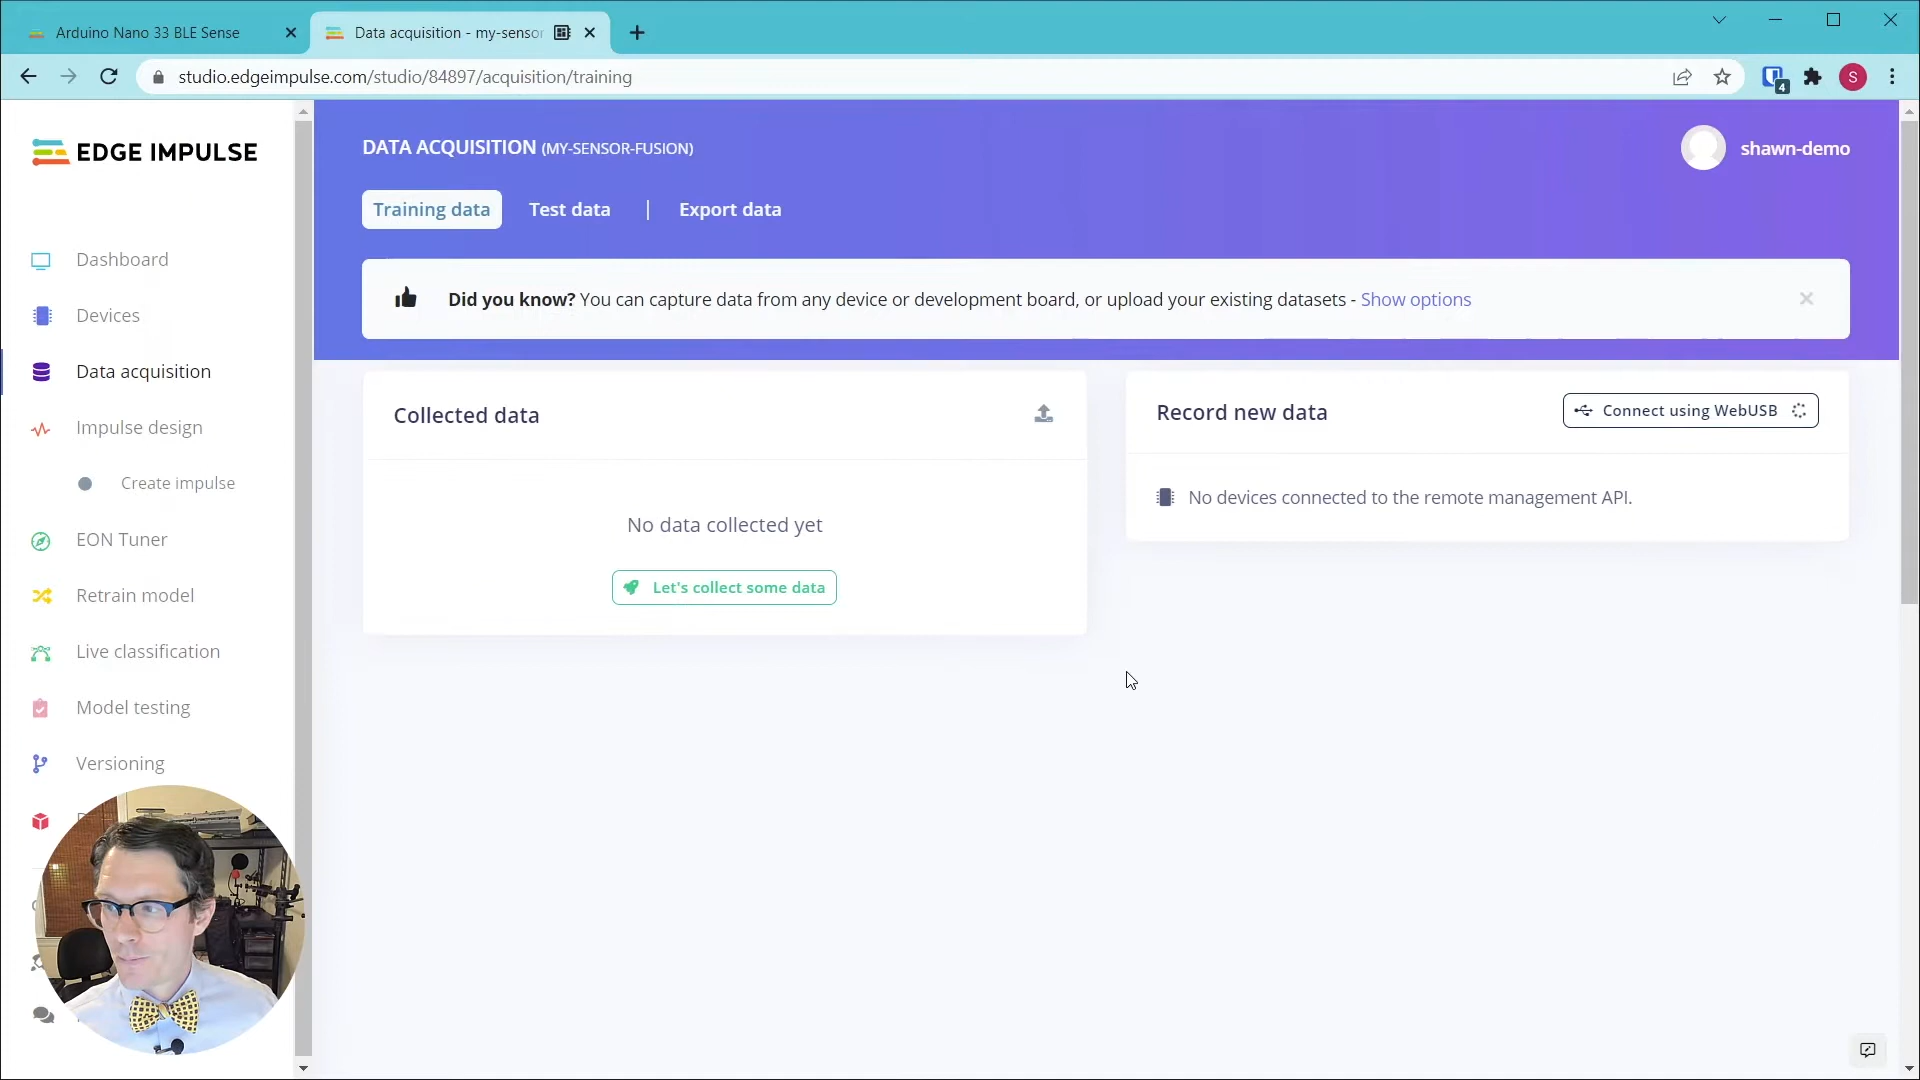 Arduino Nano 33 BLE Sense
Data acquisition - my-sensor
studio.edgeimpulse.com/studio/84897/acquisition/training
4
S
EDGE IMPULSE
DATA ACQUISITION (MY-SENSOR-FUSION)
shawn-demo
Training data
Test data
|
Export data
Did you know? You can capture data from any device or development board, or upload your existing datasets - Show options
Dashboard
Devices
Data acquisition
Impulse design
Create impulse
EON Tuner
Retrain model
Live classification
Model testing
Versioning
Collected data
No data collected yet
Let's collect some data
Record new data
Connect using WebUSB
No devices connected to the remote management API.